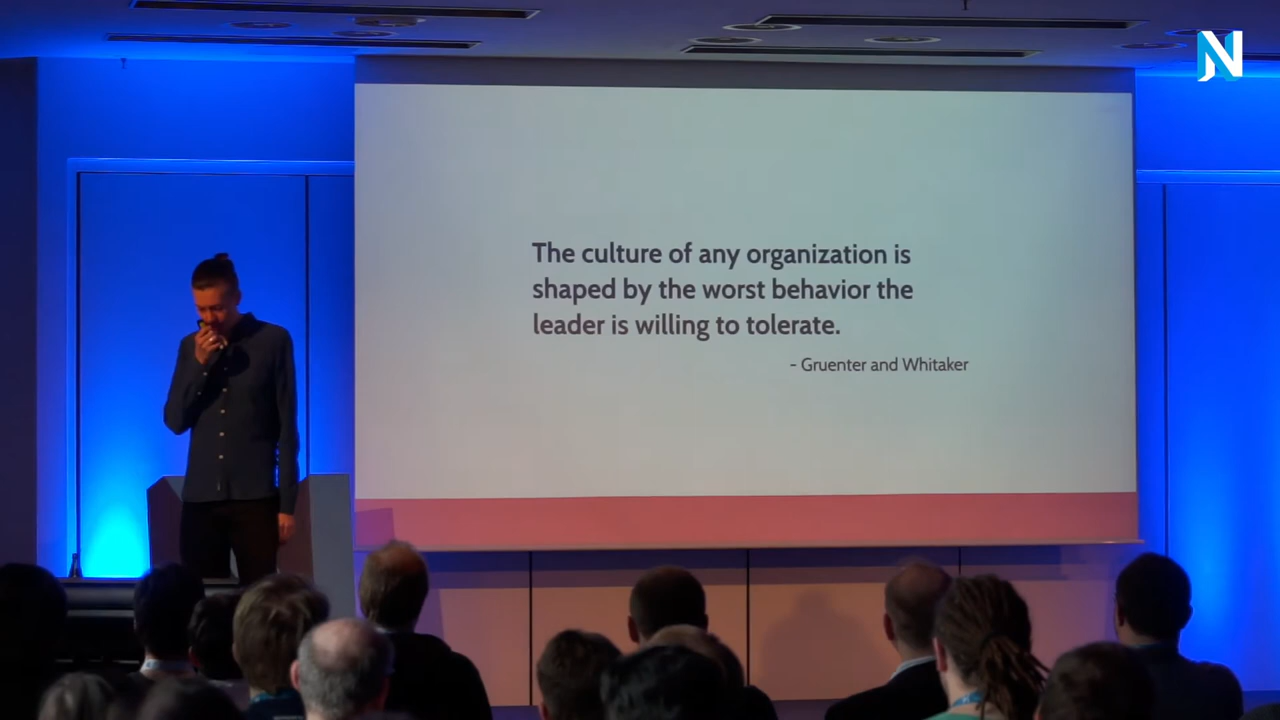 N
The culture of any organization is
shaped by the worst behavior the
leader is willing to tolerate.
- Gruenter and Whitaker